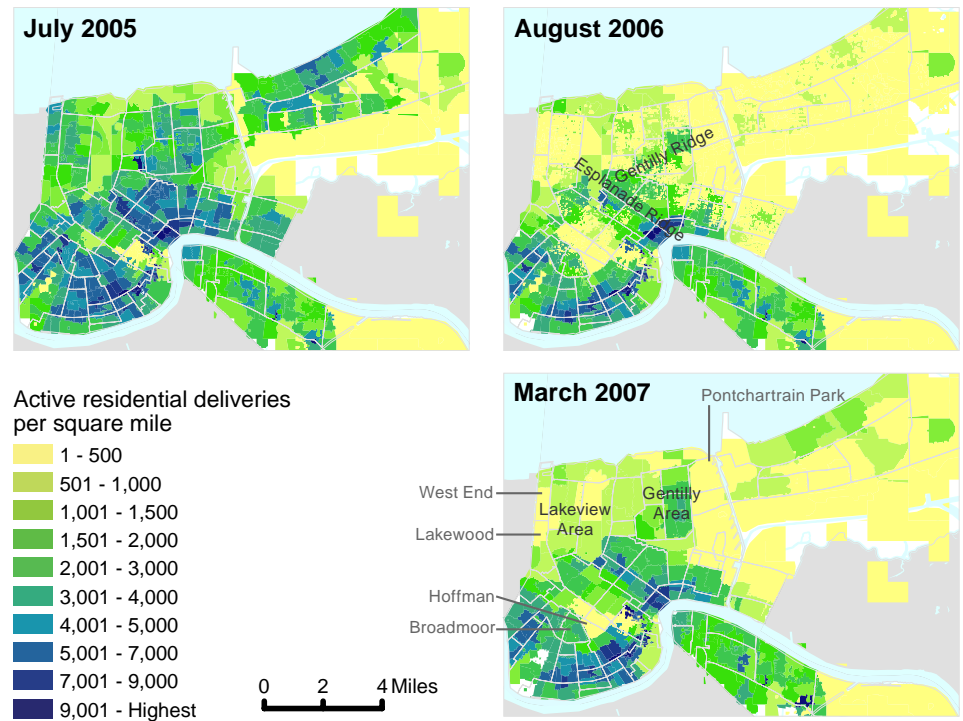 July 2005
August 2006
Gentilly Ridge
Esplanade Ridge
Active residential deliveries
per square mile
1 - 500
501 - 1,000
1,001 - 1,500
1,501 - 2,000
2,001 - 3,000
3,001 - 4,000
4,001 - 5,000
5,001 - 7,000
7,001 - 9,000
9,001 - Highest
0 2 4 Miles
March 2007
Pontchartrain Park
West End
Lakeview
Area
Gentilly
Area
Lakewood
Hoffman
Broadmoor